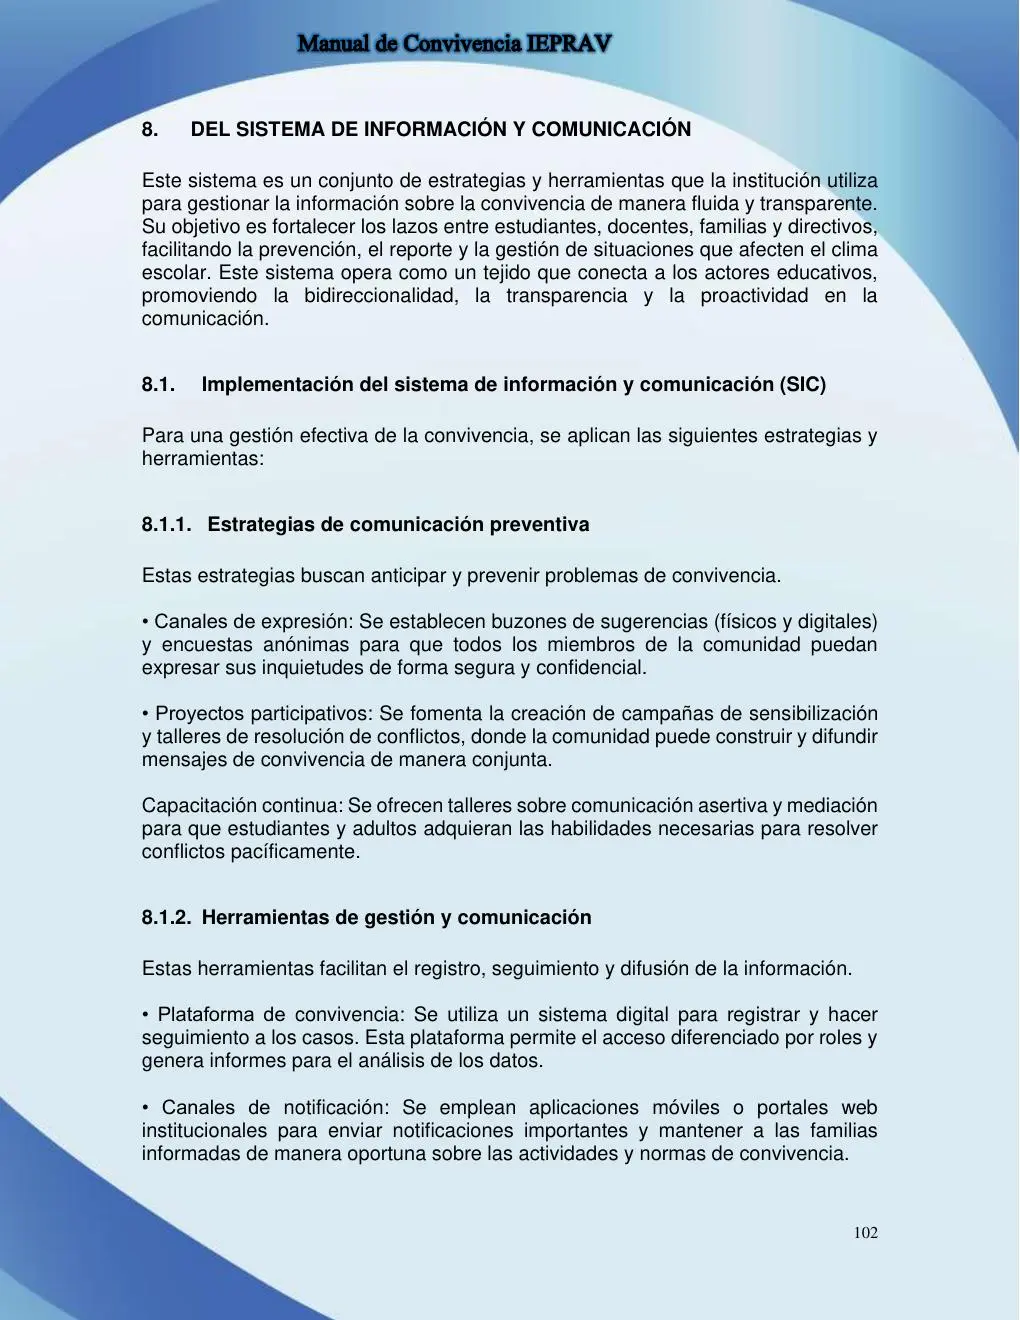 Manual de Convivencia IEPRAV
8. DEL SISTEMA DE INFORMACIÓN Y COMUNICACIÓN
Este sistema es un conjunto de estrategias y herramientas que la institución utiliza
para gestionar la información sobre la convivencia de manera fluida y transparente.
Su objetivo es fortalecer los lazos entre estudiantes, docentes, familias y directivos,
facilitando la prevención, el reporte y la gestión de situaciones que afecten el clima
escolar. Este sistema opera como un tejido que conecta a los actores educativos,
promoviendo la bidireccionalidad, la transparencia y la proactividad en la
comunicación.
8.1. Implementación del sistema de información y comunicación (SIC)
Para una gestión efectiva de la convivencia, se aplican las siguientes estrategias y
herramientas:
8.1.1. Estrategias de comunicación preventiva
Estas estrategias buscan anticipar y prevenir problemas de convivencia.
• Canales de expresión: Se establecen buzones de sugerencias (físicos y digitales)
y encuestas anónimas para que todos los miembros de la comunidad puedan
expresar sus inquietudes de forma segura y confidencial.
• Proyectos participativos: Se fomenta la creación de campañas de sensibilización
y talleres de resolución de conflictos, donde la comunidad puede construir y difundir
mensajes de convivencia de manera conjunta.
Capacitación continua: Se ofrecen talleres sobre comunicación asertiva y mediación
para que estudiantes y adultos adquieran las habilidades necesarias para resolver
conflictos pacíficamente.
8.1.2. Herramientas de gestión y comunicación
Estas herramientas facilitan el registro, seguimiento y difusión de la información.
• Plataforma de convivencia: Se utiliza un sistema digital para registrar y hacer
seguimiento a los casos. Esta plataforma permite el acceso diferenciado por roles y
genera informes para el análisis de los datos.
• Canales de notificación: Se emplean aplicaciones móviles o portales web
institucionales para enviar notificaciones importantes y mantener a las familias
informadas de manera oportuna sobre las actividades y normas de convivencia.
102